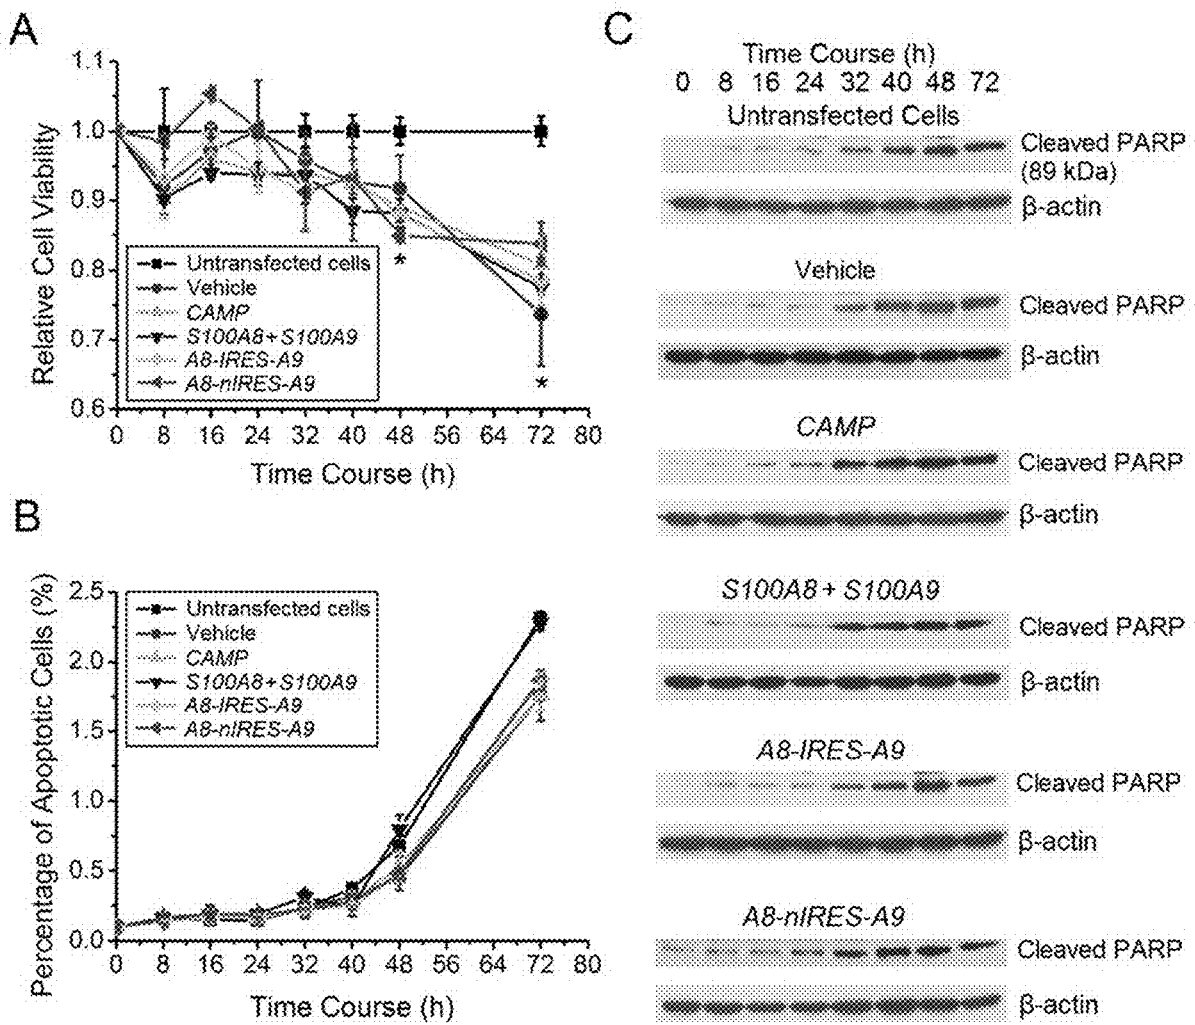 A
1.1
1.0
0.9
0.8
0.7
0.6
Relative Cell Viability
Untransfected cells
Vehicle
CAMP
S100A8+S100A9
A8-IRES-A9
A8-nIRES-A9
*
*
0 8 16 24 32 40 48 56 64 72 80
Time Course (h)
B
2.5
2.0
1.5
1.0
0.5
0.0
Percentage of Apoptotic Cells (%)
Untransfected cells
Vehicle
CAMP
S100A8+S100A9
A8-IRES-A9
A8-nIRES-A9
0 8 16 24 32 40 48 56 64 72 80
Time Course (h)
C
Time Course (h)
0 8 16 24 32 40 48 72
Untransfected Cells
Cleaved PARP
(89 kDa)
β-actin
Vehicle
Cleaved PARP
β-actin
CAMP
Cleaved PARP
β-actin
S100A8 + S100A9
Cleaved PARP
β-actin
A8-IRES-A9
Cleaved PARP
β-actin
A8-nIRES-A9
Cleaved PARP
β-actin